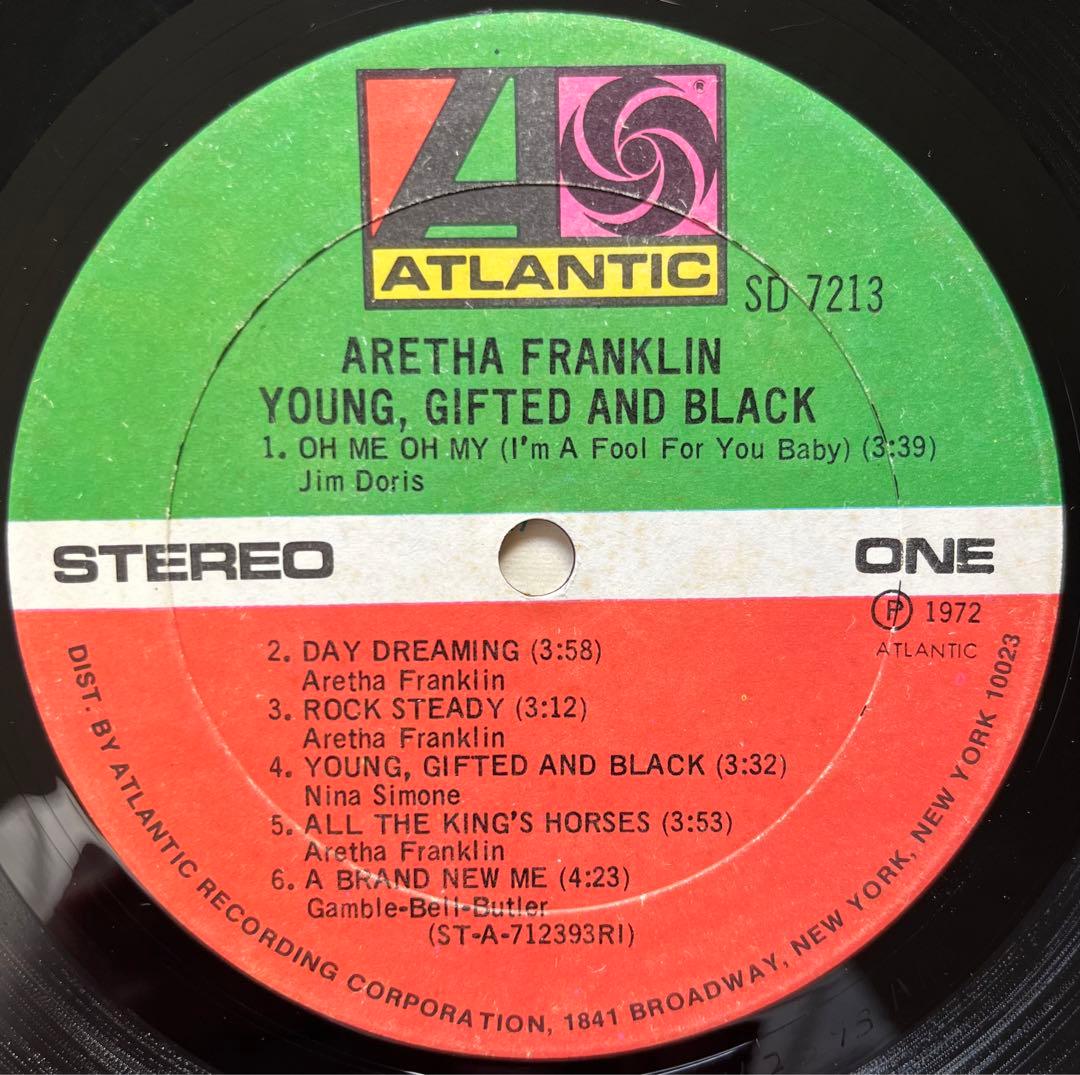 ATLANTIC
®
SD 7213
ARETHA FRANKLIN
YOUNG, GIFTED AND BLACK
1. OH ME OH MY (I'm A Fool For You Baby) (3:39)
Jim Doris
STEREO
ONE
Ⓟ 1972
ATLANTIC
2. DAY DREAMING (3:58)
Aretha Franklin
3. ROCK STEADY (3:12)
Aretha Franklin
4. YOUNG, GIFTED AND BLACK (3:32)
Nina Simone
5. ALL THE KING'S HORSES (3:53)
Aretha Franklin
6. A BRAND NEW ME (4:23)
Gamble-Bell-Butler
(ST-A-712393RI)
DIST. BY ATLANTIC RECORDING CORPORATION, 1841 BROADWAY, NEW YORK, NEW YORK 10023